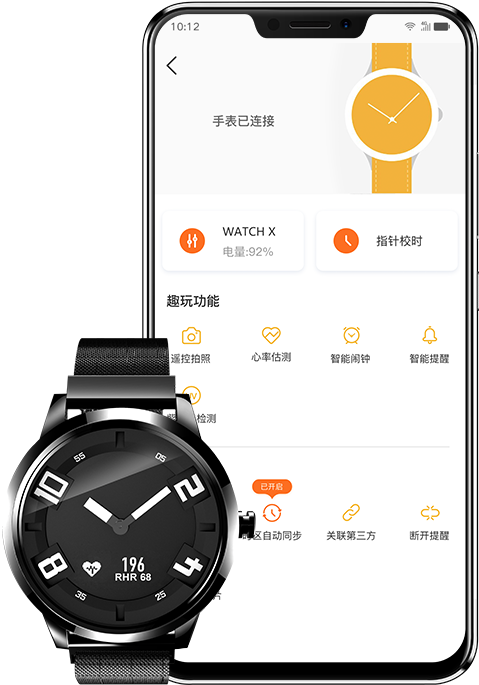 10:12
4G
手表已连接
WATCH X
电量:92%
指针校时
趣玩功能
遥控拍照
心率估测
智能闹钟
智能提醒
检测
已开启
区自动同步
关联第三方
断开提醒
片
55
05
10
2
8
4
196
RHR 68
35
25